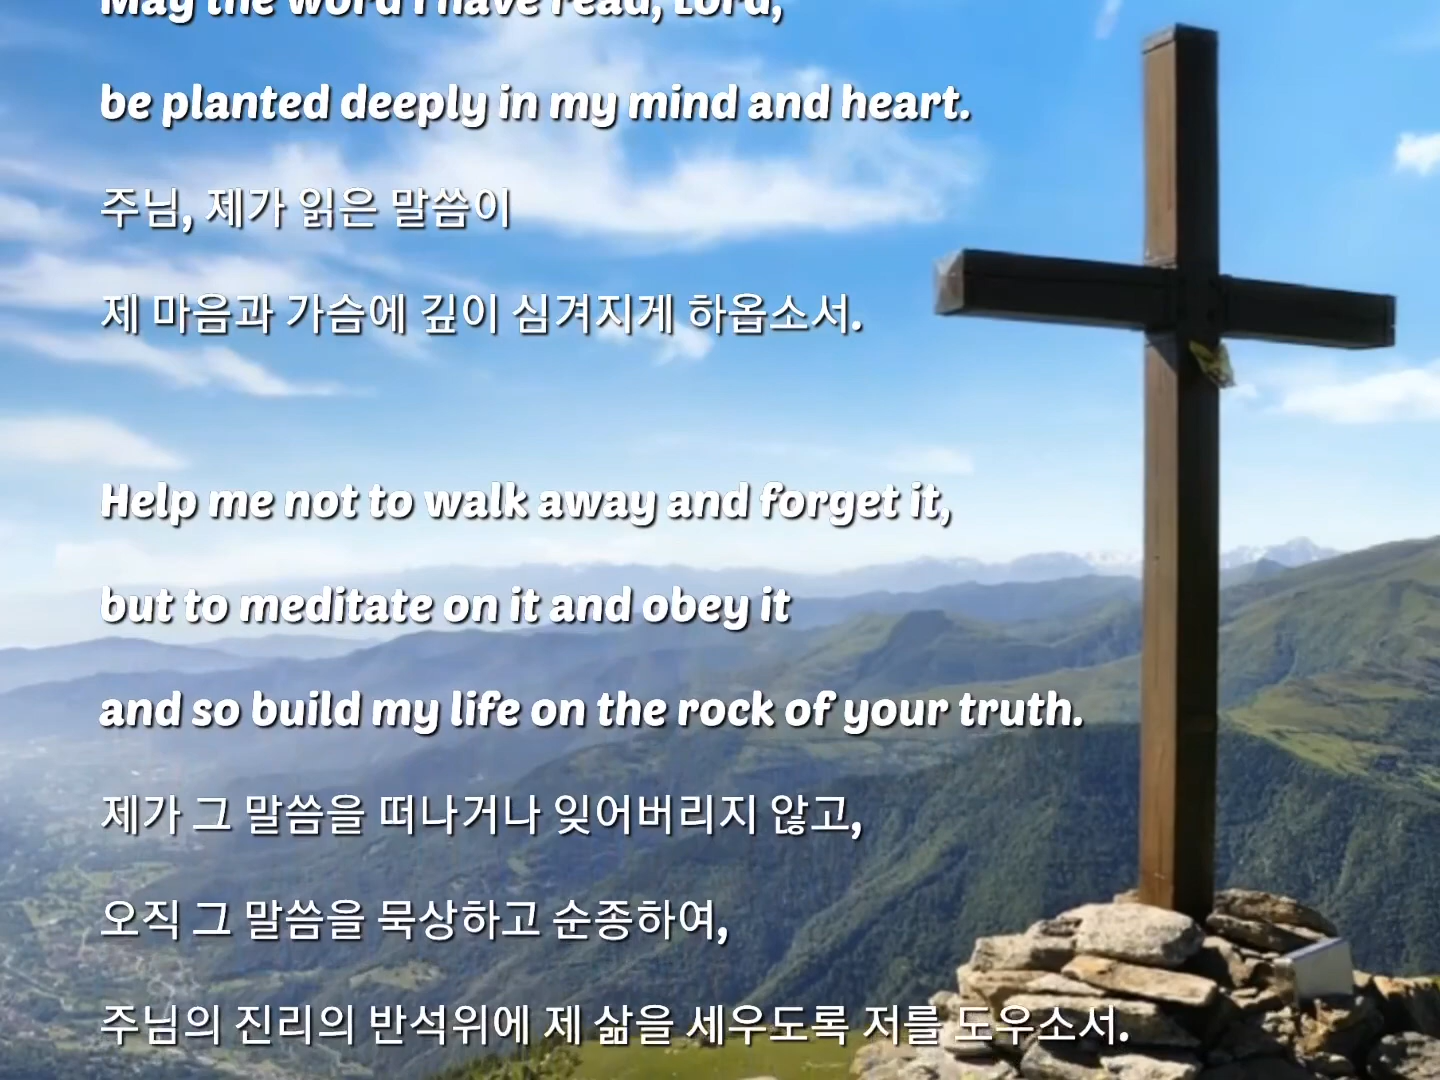 May the word I have read, Lord,
be planted deeply in my mind and heart.
주님, 제가 읽은 말씀이
제 마음과 가슴에 깊이 심겨지게 하옵소서.
Help me not to walk away and forget it,
but to meditate on it and obey it
and so build my life on the rock of your truth.
제가 그 말씀을 떠나거나 잊어버리지 않고,
오직 그 말씀을 묵상하고 순종하여,
주님의 진리의 반석위에 제 삶을 세우도록 저를 도우소서.